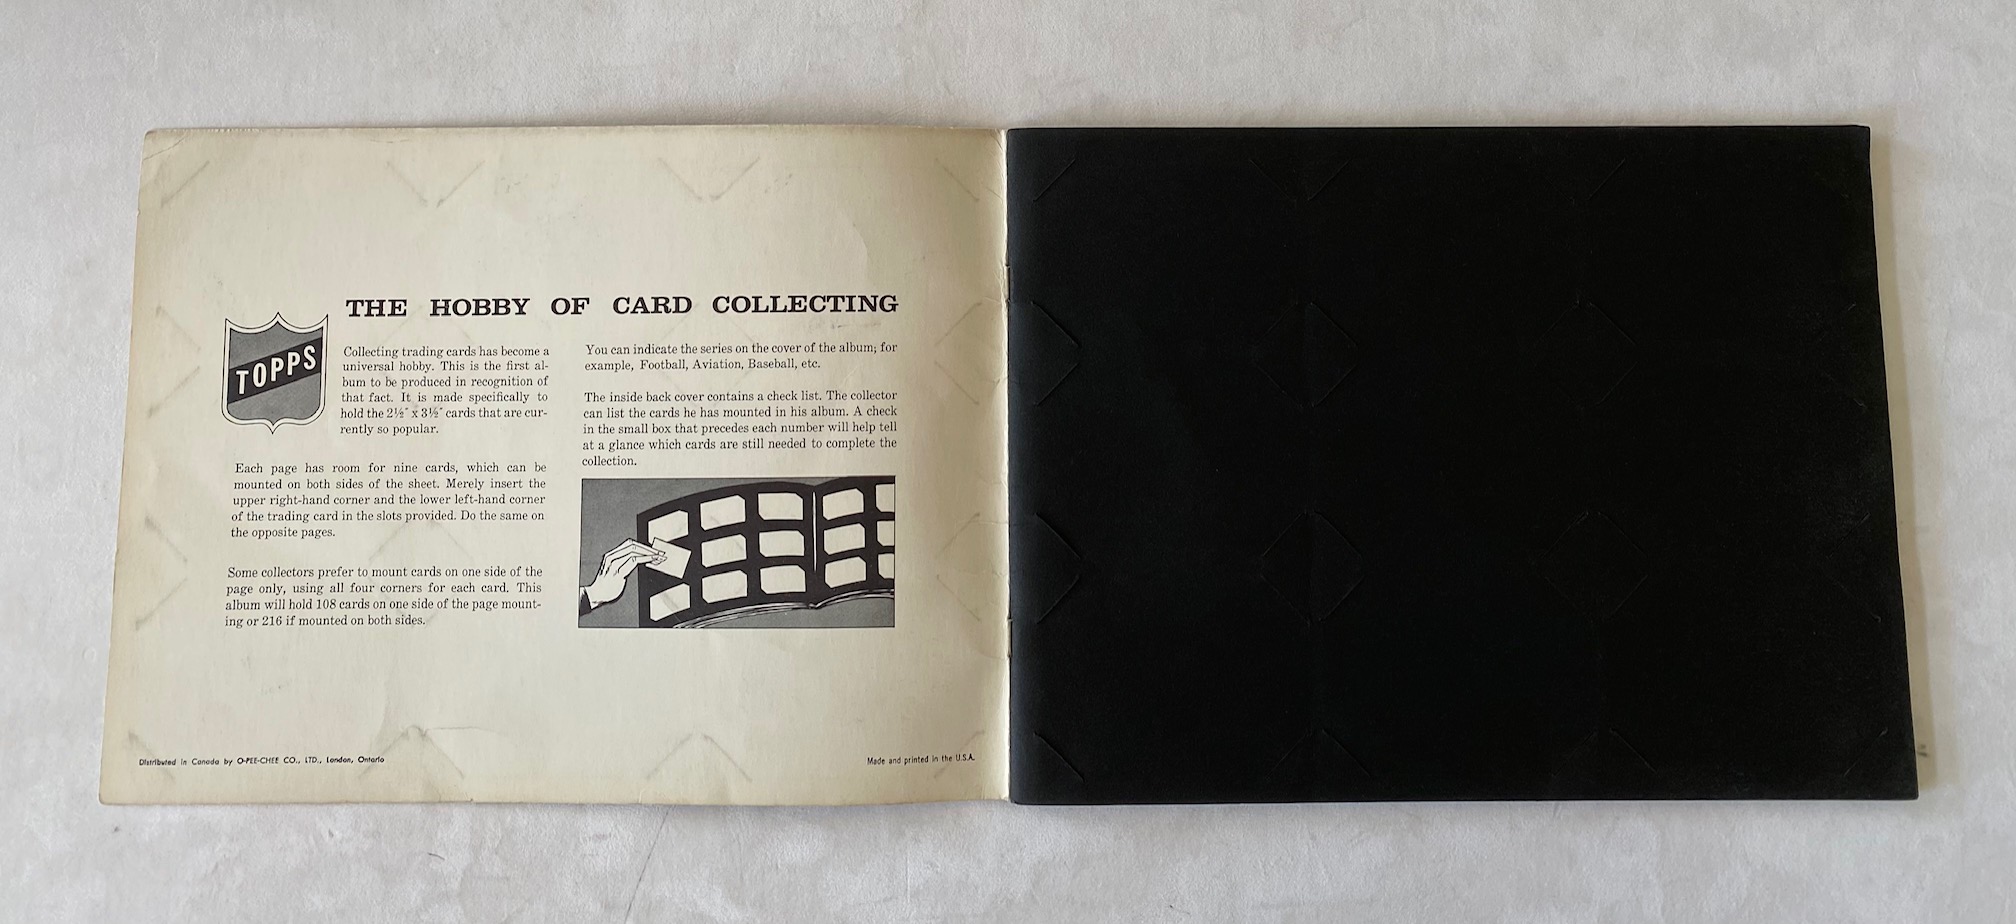 THE HOBBY OF CARD COLLECTING
TOPPS
Collecting trading cards has become a
universal hobby. This is the first al-
bum to be produced in recognition of
that fact. It is made specifically to
hold the 2½" x 3½" cards that are cur-
rently so popular.
Each page has room for nine cards, which can be
mounted on both sides of the sheet. Merely insert the
upper right-hand corner and the lower left-hand corner
of the trading card in the slots provided. Do the same on
the opposite pages.
Some collectors prefer to mount cards on one side of the
page only, using all four corners for each card. This
album will hold 108 cards on one side of the page mount-
ing or 216 if mounted on both sides.
You can indicate the series on the cover of the album; for
example, Football, Aviation, Baseball, etc.
The inside back cover contains a check list. The collector
can list the cards he has mounted in his album. A check
in the small box that precedes each number will help tell
at a glance which cards are still needed to complete the
collection.
Distributed in Canada by O-PEE-CHEE CO., LTD., London, Ontario
Made and printed in the U.S.A.